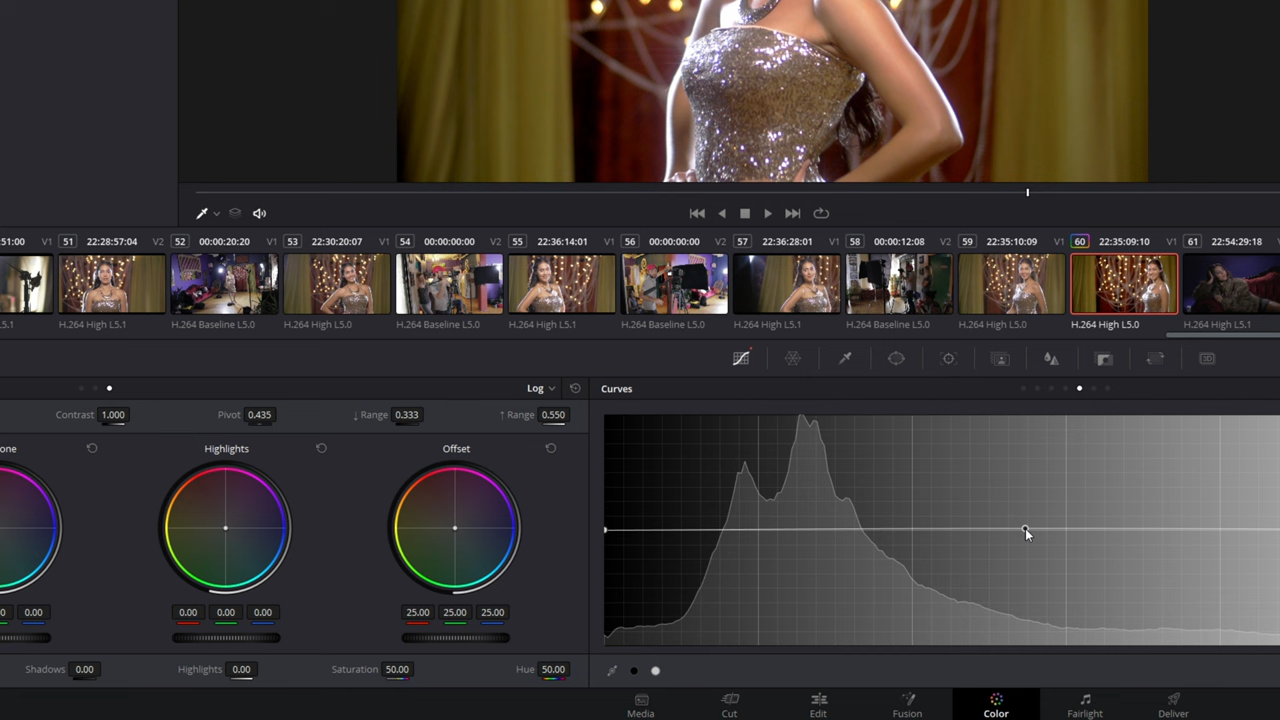 51:00 V1 51 22:28:57:04 V2 52 00:00:20:20 V1 53 22:30:20:07 V1 54 00:00:00:00 V2 55 22:36:14:01 V1 56 00:00:00:00 V2 57 22:36:28:01 V1 58 00:00:12:08 V2 59 22:35:10:09 V1 60 22:35:09:10 V1 61 22:54:29:18
L5.1 H.264 High L5.1 H.264 Baseline L5.0 H.264 High L5.0 H.264 Baseline L5.0 H.264 High L5.1 H.264 Baseline L5.0 H.264 High L5.1 H.264 Baseline L5.0 H.264 High L5.0 H.264 High L5.0 H.264 High L5.1
3D
Log Curves
Contrast 1.000 Pivot 0.435 ↓ Range 0.333 ↑ Range 0.550
one Highlights Offset
0 0.00 0.00 0.00 0.00 25.00 25.00 25.00
Shadows 0.00 Highlights 0.00 Saturation 50.00 Hue 50.00
Media Cut Edit Fusion Color Fairlight Deliver